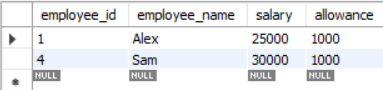 employee_id employee_name salary allowance
1 Alex 25000 1000
4 Sam 30000 1000
NULL NULL NULL NULL